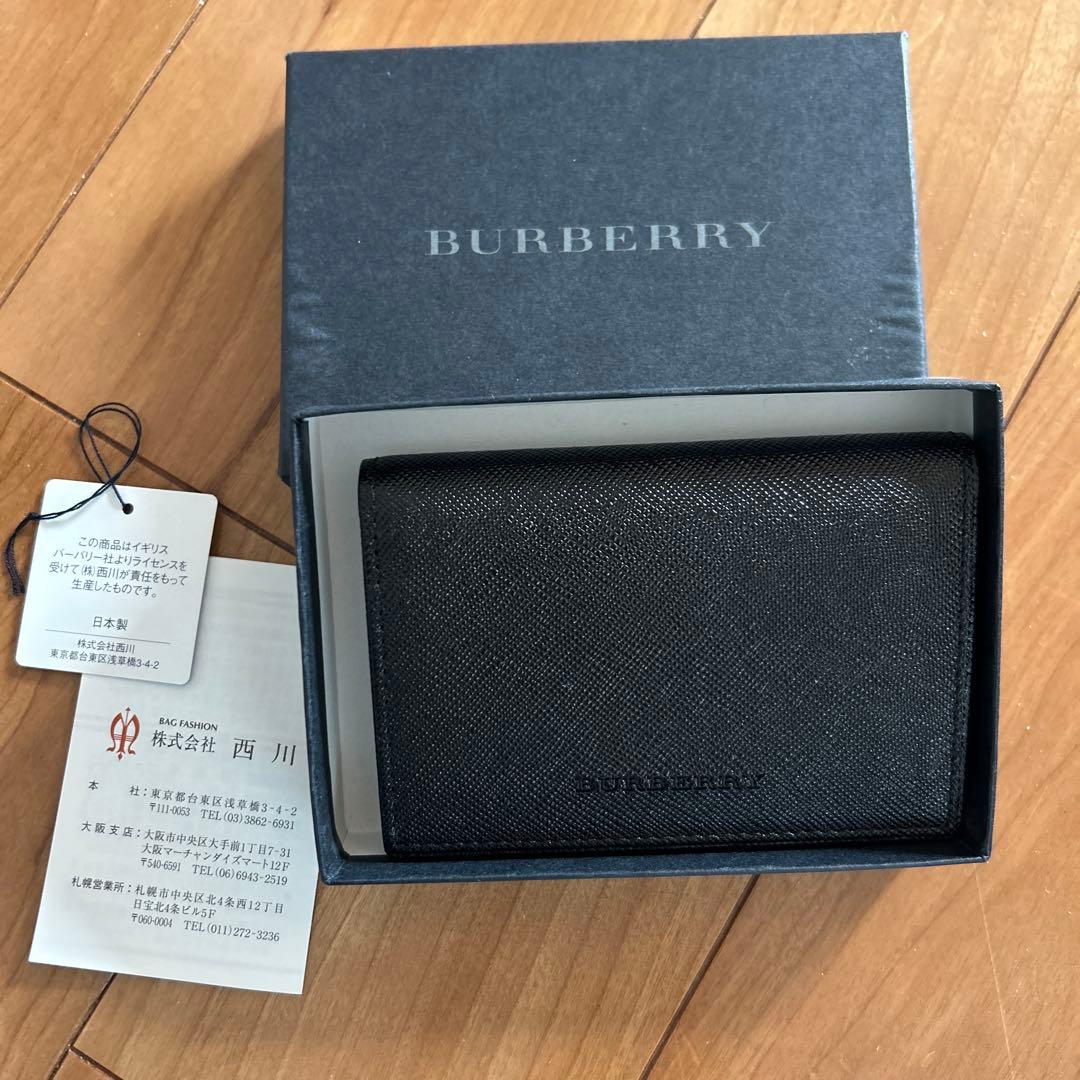 BURBERRY
BURBERRY
この商品はイギリス
バーバリー社よりライセンスを
受けて(株)西川が責任をもって
生産したものです。
日本製
株式会社西川
東京都台東区浅草橋3-4-2
BAG FASHION
株式会社 西川
本 社:東京都台東区浅草橋3-4-2
〒111-0053 TEL(03)3862-6931
大阪支店:大阪市中央区大手前1丁目7-31
大阪マーチャンダイズマート12F
〒540-6591 TEL(06)6943-2519
札幌営業所:札幌市中央区北4条西12丁目
日宝北4条ビル5F
〒060-0004 TEL(011)272-3236